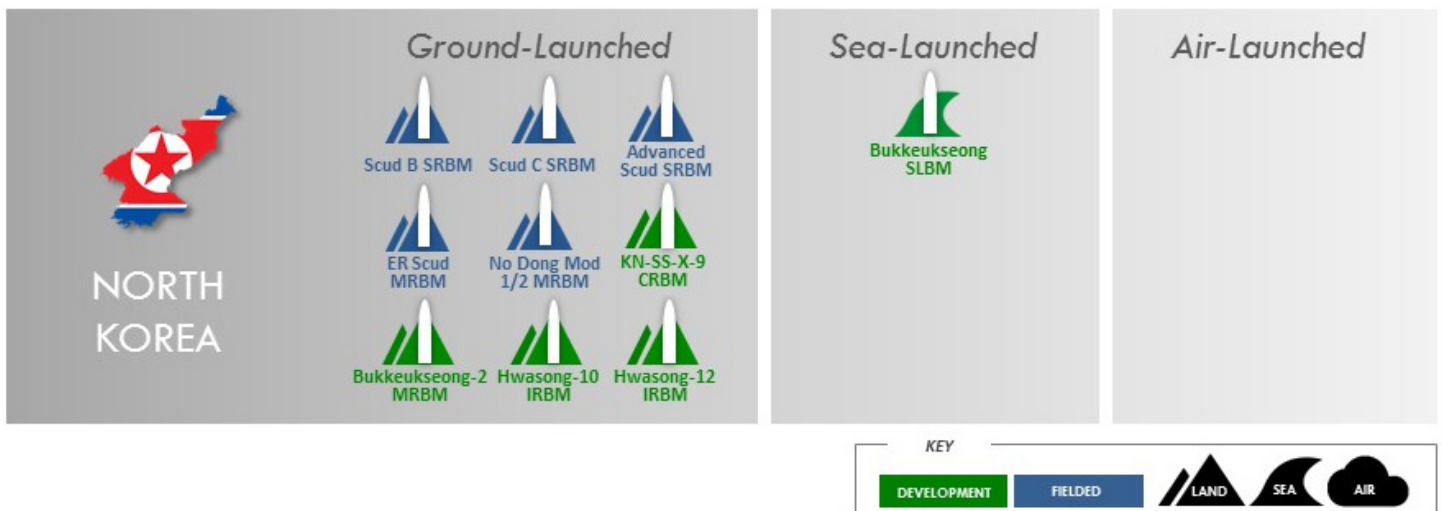 Ground-Launched
Sea-Launched
Air-Launched
NORTH
KOREA
Scud B SRBM
Scud C SRBM
Advanced
Scud SRBM
ER Scud
MRBM
No Dong Mod
1/2 MRBM
KN-SS-X-9
CRBM
Bukkeukseong-2
MRBM
Hwasong-10
IRBM
Hwasong-12
IRBM
Bukkeukseong
SLBM
KEY
DEVELOPMENT
FIELDED
LAND
SEA
AIR